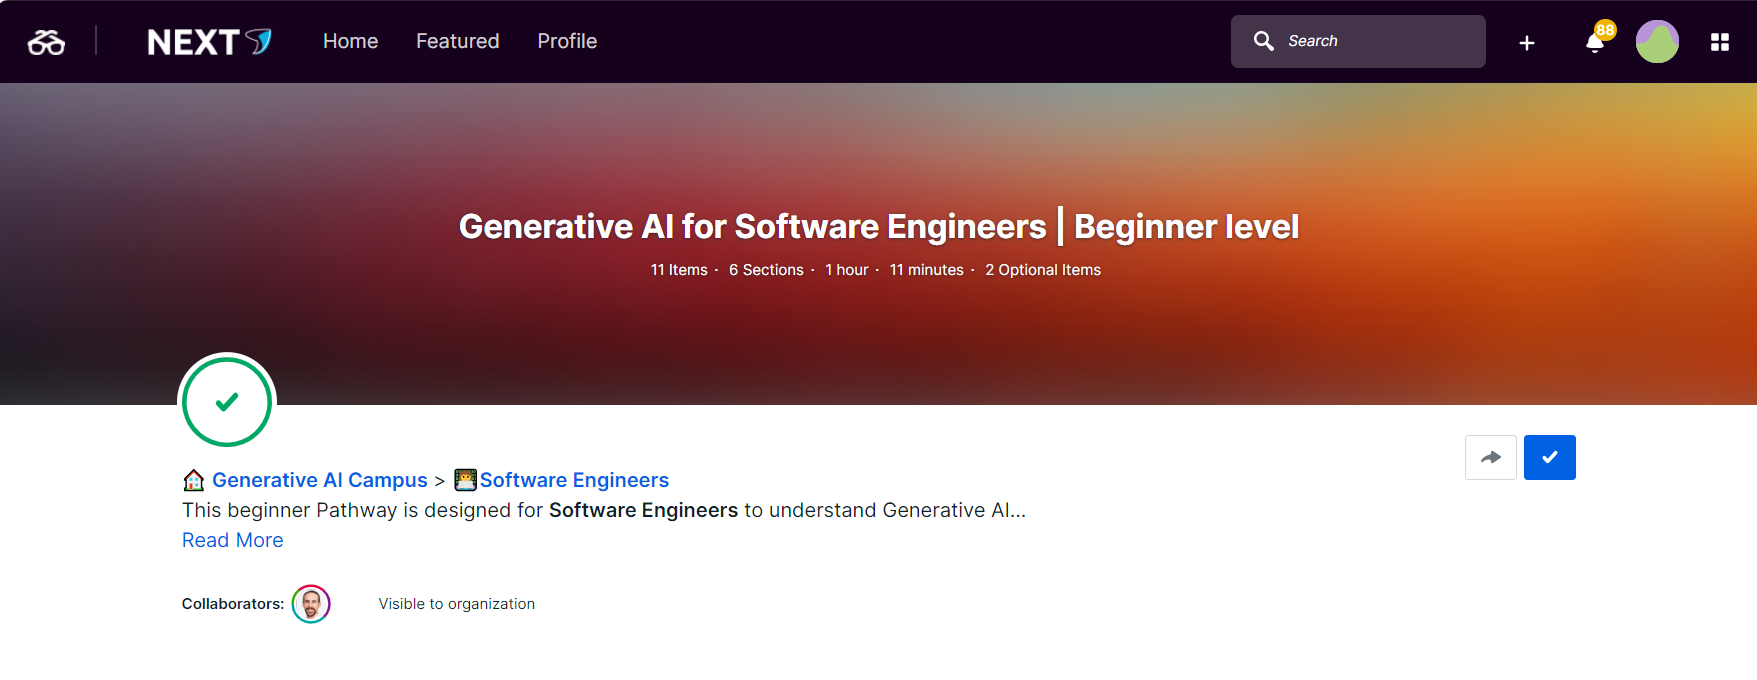 NEXT Home Featured Profile Search 88
Generative AI for Software Engineers | Beginner level
11 Items · 6 Sections · 1 hour · 11 minutes · 2 Optional Items
Generative AI Campus > Software Engineers
This beginner Pathway is designed for Software Engineers to understand Generative AI...
Read More
Collaborators: Visible to organization